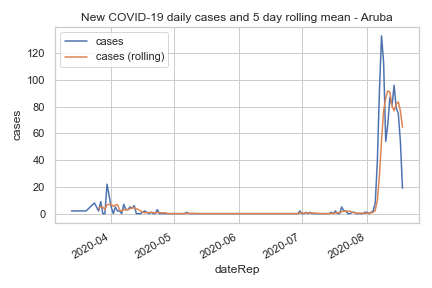 New COVID-19 daily cases and 5 day rolling mean - Aruba
cases
cases (rolling)
120
100
80
60
40
20
0
cases
2020-04
2020-05
2020-06
2020-07
2020-08
dateRep